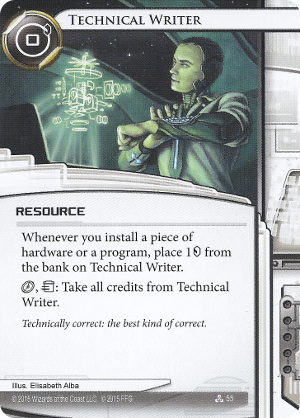 TECHNICAL WRITER
0
RESOURCE
Whenever you install a piece of
hardware or a program, place 1 from
the bank on Technical Writer.
, : Take all credits from Technical
Writer.
Technically correct: the best kind of correct.
Illus. Elisabeth Alba
© 2016 Wizards of the Coast LLC. © 2015 FFG
55